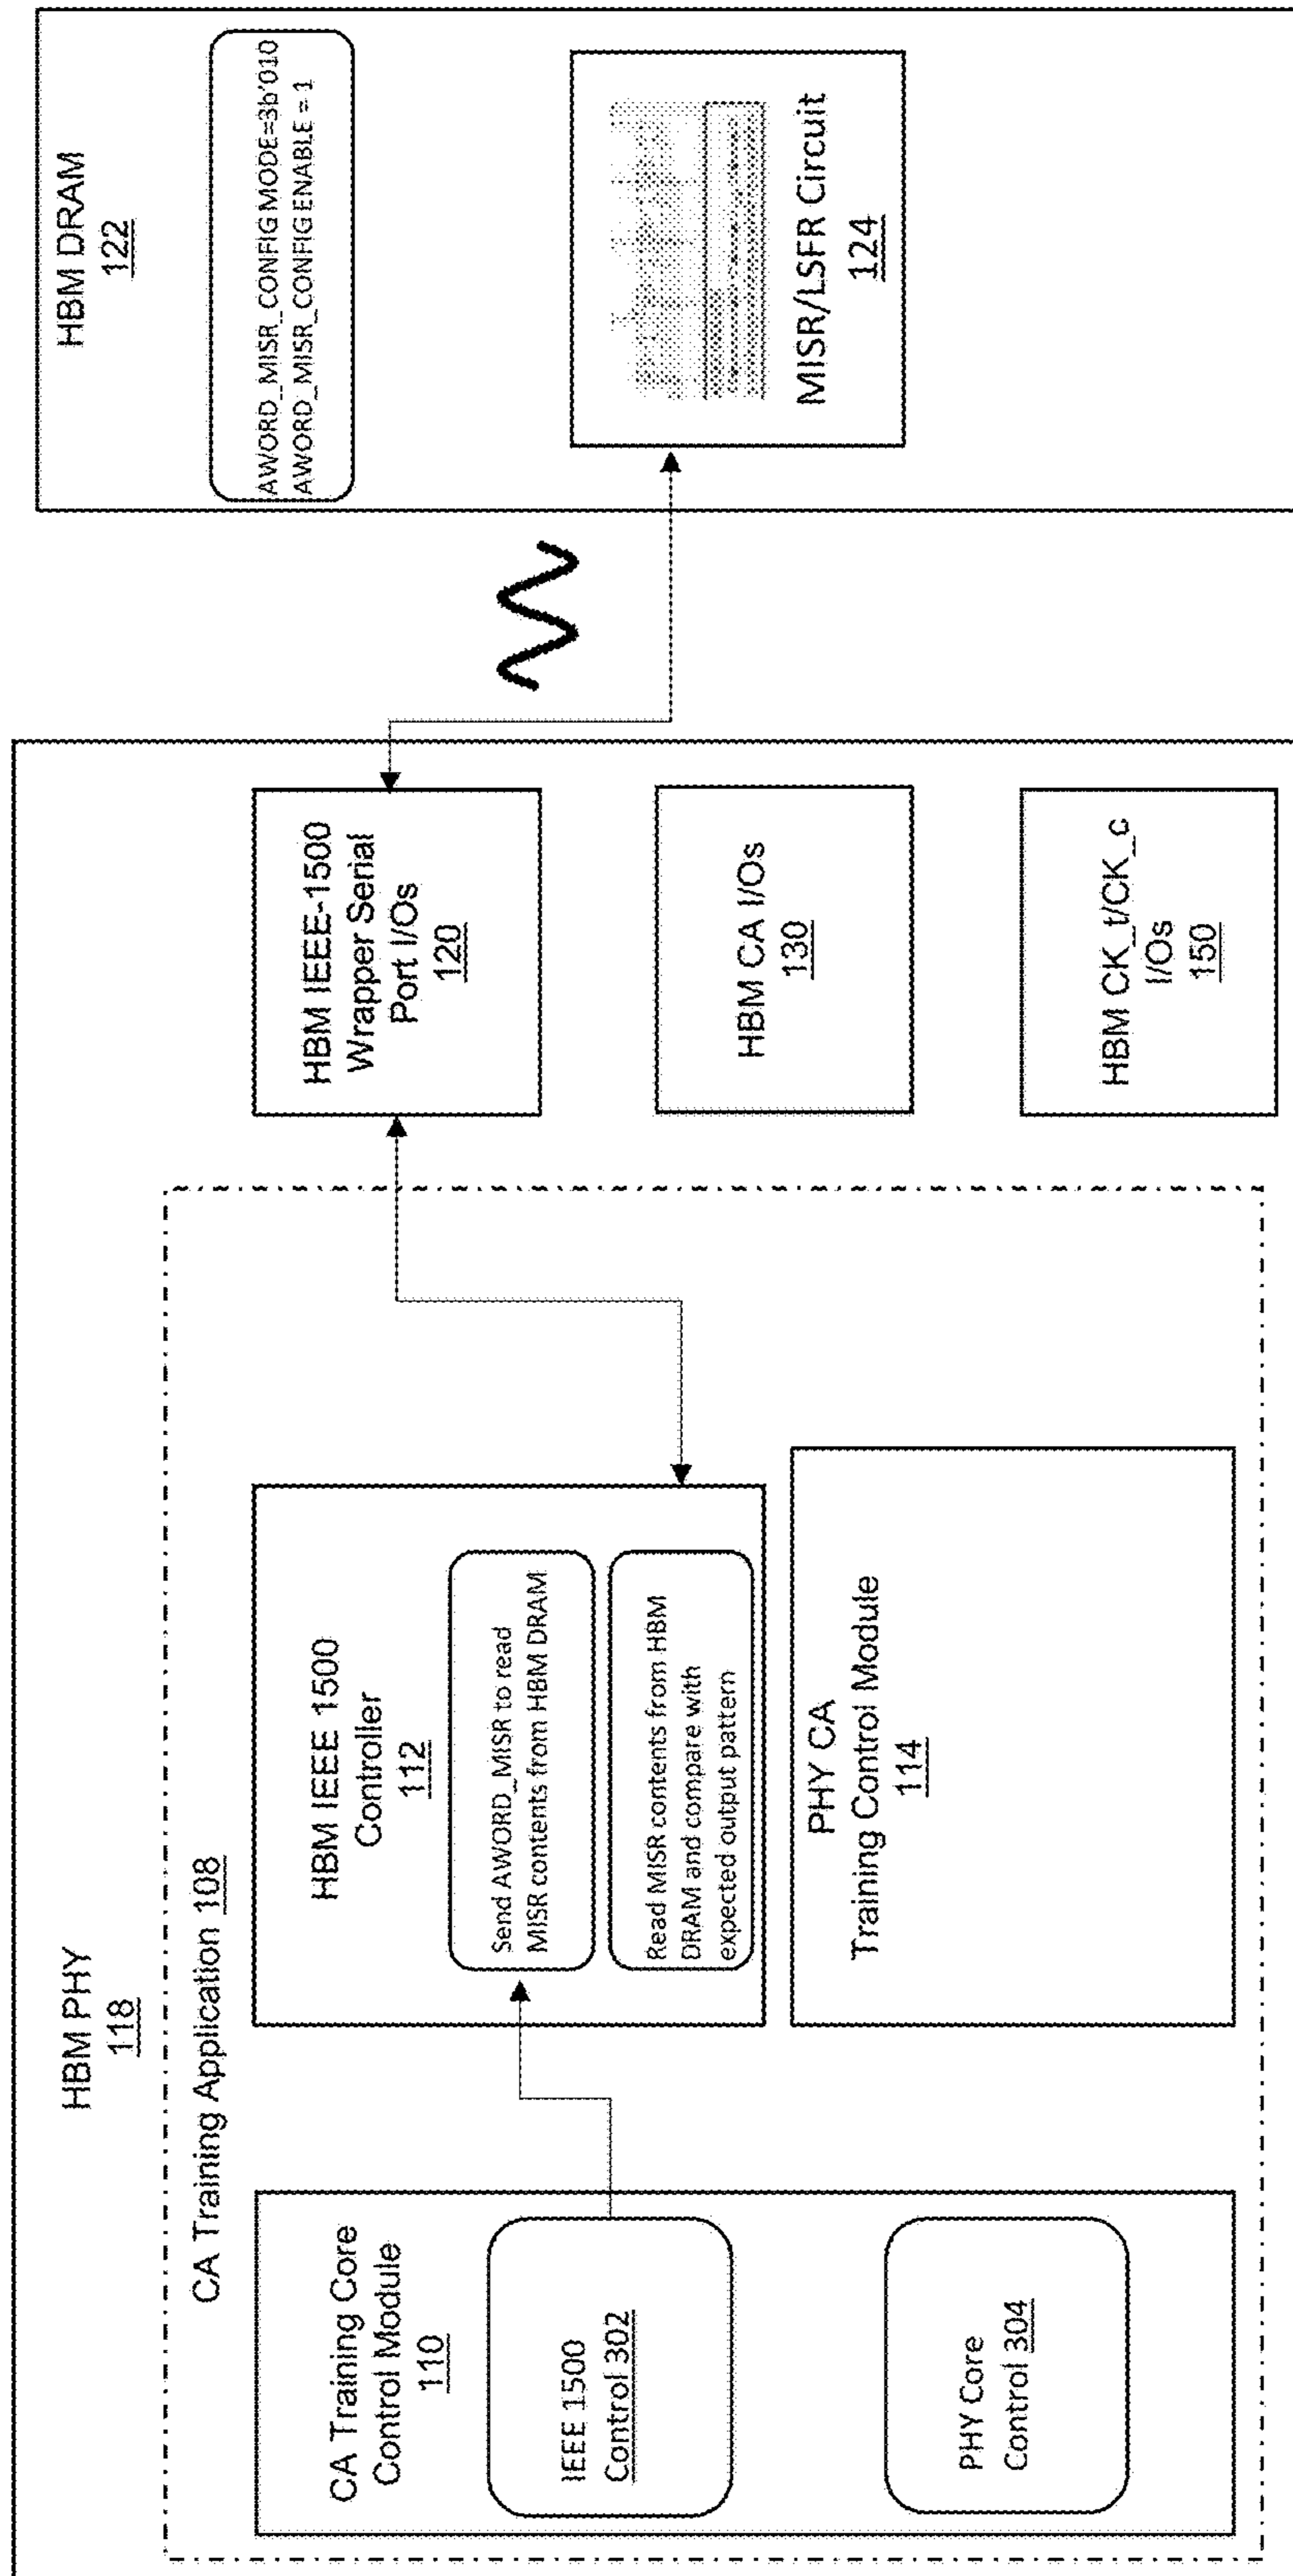 HBM PHY
118
CA Training Application 108
CA Training Core
Control Module
110
IEEE 1500
Control 302
PHY Core
Control 304
HBM IEEE 1500
Controller
112
Send AWORD_MISR to read
MISR contents from HBM DRAM
Read MISR contents from HBM
DRAM and compare with
expected output pattern
PHY CA
Training Control Module
114
HBM IEEE-1500
Wrapper Serial
Port I/Os
120
HBM CA I/Os
130
HBM CK_t/CK_c
I/Os
150
HBM DRAM
122
AWORD_MISR_CONFIG MODE=3b'010
AWORD_MISR_CONFIG ENABLE = 1
MISR/LSFR Circuit
124